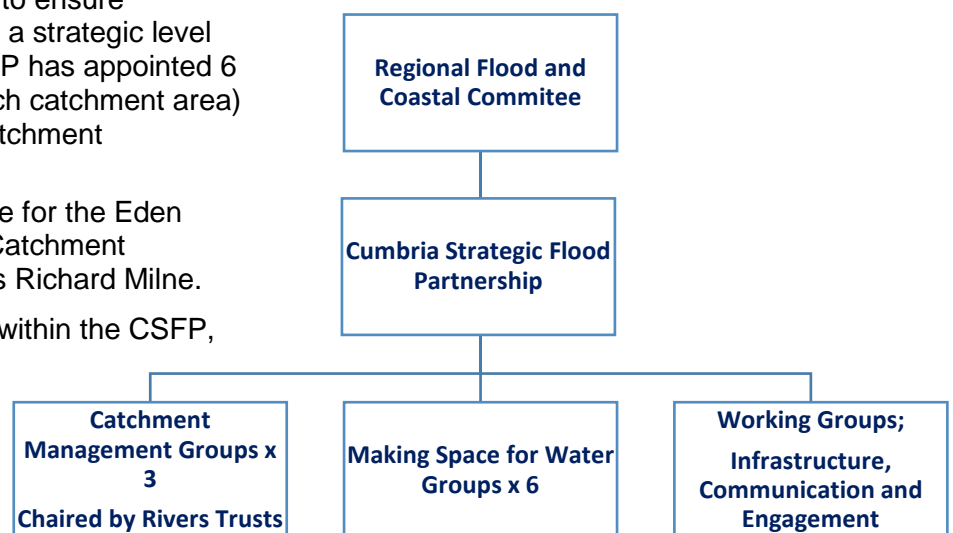 to ensure
a strategic level
P has appointed 6
ch catchment area)
tchment
e for the Eden
Catchment
s Richard Milne.
within the CSFP,
Regional Flood and
Coastal Commitee
Cumbria Strategic Flood
Partnership
Catchment
Management Groups x
3
Chaired by Rivers Trusts
Making Space for Water
Groups x 6
Working Groups;
Infrastructure,
Communication and
Engagement